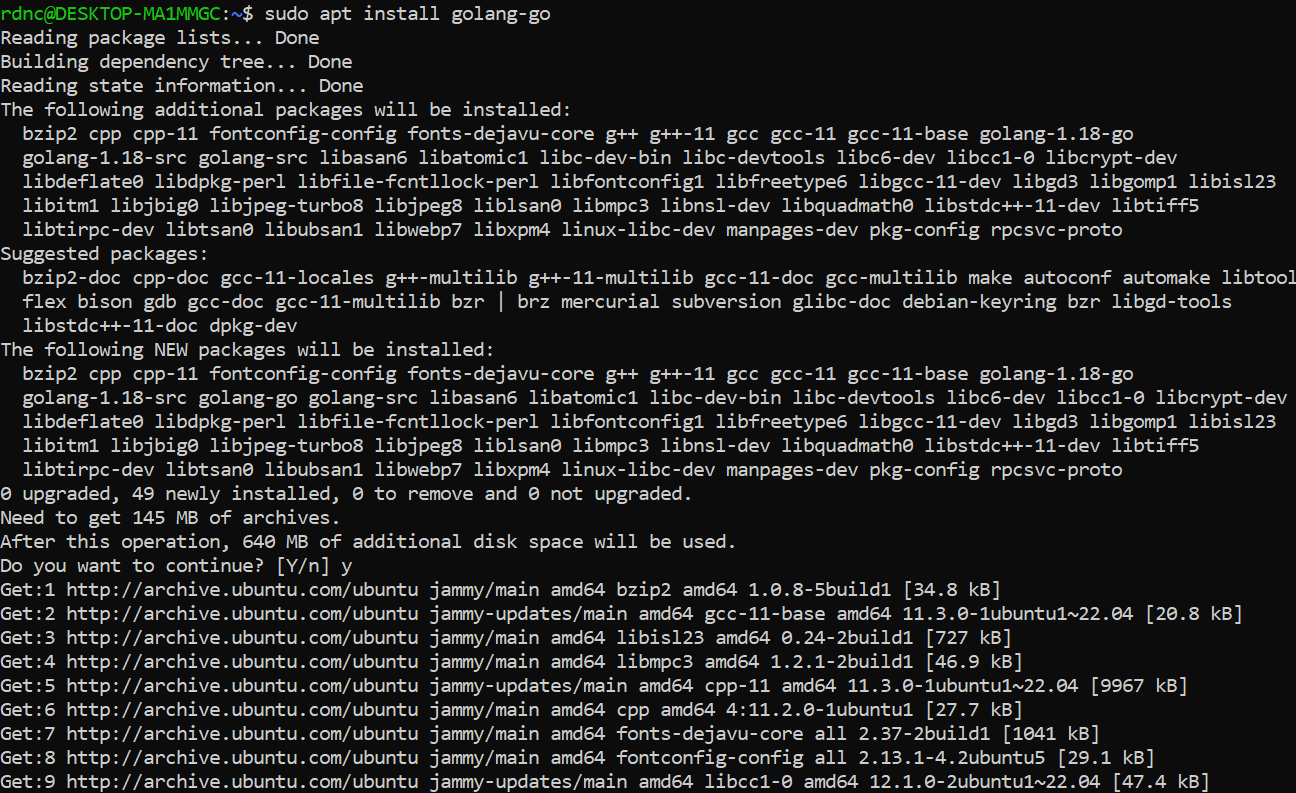 rdnc@DESKTOP-MA1MMGC:~$ sudo apt install golang-go
Reading package lists... Done
Building dependency tree... Done
Reading state information... Done
The following additional packages will be installed:
  bzip2 cpp cpp-11 fontconfig-config fonts-dejavu-core g++ g++-11 gcc gcc-11 gcc-11-base golang-1.18-go
  golang-1.18-src golang-src libasan6 libatomic1 libc-dev-bin libc-devtools libc6-dev libcc1-0 libcrypt-dev
  libdeflate0 libdpkg-perl libfile-fcntllock-perl libfontconfig1 libfreetype6 libgcc-11-dev libgd3 libgomp1 libisl23
  libitm1 libjbig0 libjpeg-turbo8 libjpeg8 liblsan0 libmpc3 libnsl-dev libquadmath0 libstdc++-11-dev libtiff5
  libtirpc-dev libtsan0 libubsan1 libwebp7 libxpm4 linux-libc-dev manpages-dev pkg-config rpcsvc-proto
Suggested packages:
  bzip2-doc cpp-doc gcc-11-locales g++-multilib g++-11-multilib gcc-11-doc gcc-multilib make autoconf automake libtool
  flex bison gdb gcc-doc gcc-11-multilib bzr | brz mercurial subversion glibc-doc debian-keyring bzr libgd-tools
  libstdc++-11-doc dpkg-dev
The following NEW packages will be installed:
  bzip2 cpp cpp-11 fontconfig-config fonts-dejavu-core g++ g++-11 gcc gcc-11 gcc-11-base golang-1.18-go
  golang-1.18-src golang-go golang-src libasan6 libatomic1 libc-dev-bin libc-devtools libc6-dev libcc1-0 libcrypt-dev
  libdeflate0 libdpkg-perl libfile-fcntllock-perl libfontconfig1 libfreetype6 libgcc-11-dev libgd3 libgomp1 libisl23
  libitm1 libjbig0 libjpeg-turbo8 libjpeg8 liblsan0 libmpc3 libnsl-dev libquadmath0 libstdc++-11-dev libtiff5
  libtirpc-dev libtsan0 libubsan1 libwebp7 libxpm4 linux-libc-dev manpages-dev pkg-config rpcsvc-proto
0 upgraded, 49 newly installed, 0 to remove and 0 not upgraded.
Need to get 145 MB of archives.
After this operation, 640 MB of additional disk space will be used.
Do you want to continue? [Y/n] y
Get:1 http://archive.ubuntu.com/ubuntu jammy/main amd64 bzip2 amd64 1.0.8-5build1 [34.8 kB]
Get:2 http://archive.ubuntu.com/ubuntu jammy-updates/main amd64 gcc-11-base amd64 11.3.0-1ubuntu1~22.04 [20.8 kB]
Get:3 http://archive.ubuntu.com/ubuntu jammy/main amd64 libisl23 amd64 0.24-2build1 [727 kB]
Get:4 http://archive.ubuntu.com/ubuntu jammy/main amd64 libmpc3 amd64 1.2.1-2build1 [46.9 kB]
Get:5 http://archive.ubuntu.com/ubuntu jammy-updates/main amd64 cpp-11 amd64 11.3.0-1ubuntu1~22.04 [9967 kB]
Get:6 http://archive.ubuntu.com/ubuntu jammy/main amd64 cpp amd64 4:11.2.0-1ubuntu1 [27.7 kB]
Get:7 http://archive.ubuntu.com/ubuntu jammy/main amd64 fonts-dejavu-core all 2.37-2build1 [1041 kB]
Get:8 http://archive.ubuntu.com/ubuntu jammy/main amd64 fontconfig-config all 2.13.1-4.2ubuntu5 [29.1 kB]
Get:9 http://archive.ubuntu.com/ubuntu jammy-updates/main amd64 libcc1-0 amd64 12.1.0-2ubuntu1~22.04 [47.4 kB]